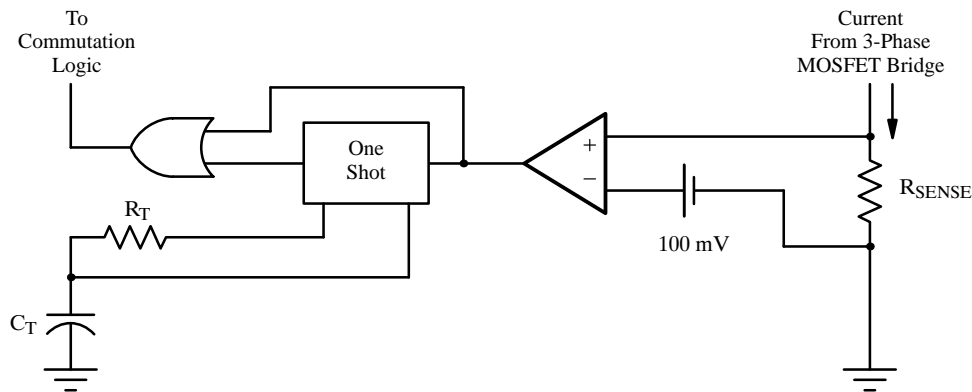 To
Commutation
Logic
Current
From 3-Phase
MOSFET Bridge
One
Shot
+
−
R_T
R_SENSE
100 mV
C_T